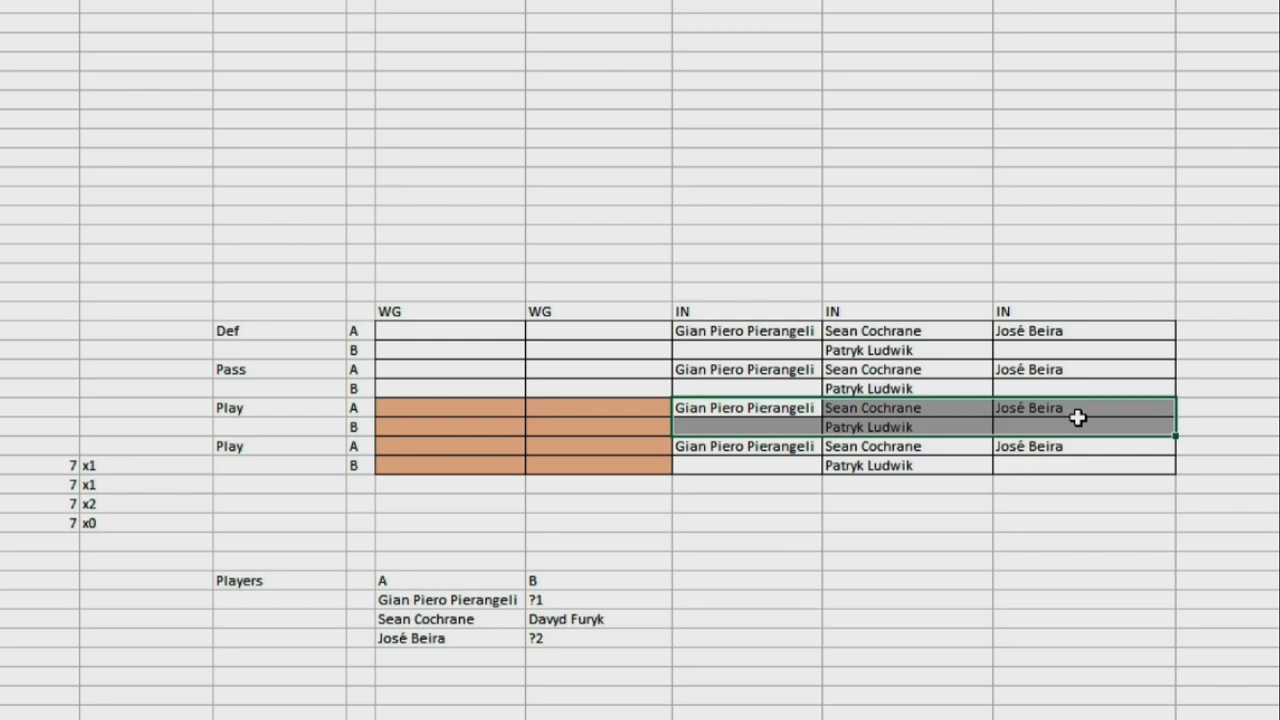 WG WG IN IN IN
Def A Gian Piero Pierangeli Sean Cochrane José Beira
B Patryk Ludwik
Pass A Gian Piero Pierangeli Sean Cochrane José Beira
B Patryk Ludwik
Play A Gian Piero Pierangeli Sean Cochrane José Beira
B Patryk Ludwik
Play A Gian Piero Pierangeli Sean Cochrane José Beira
7 x1 B Patryk Ludwik
7 x1
7 x2
7 x0
Players A B
Gian Piero Pierangeli ?1
Sean Cochrane Davyd Furyk
José Beira ?2